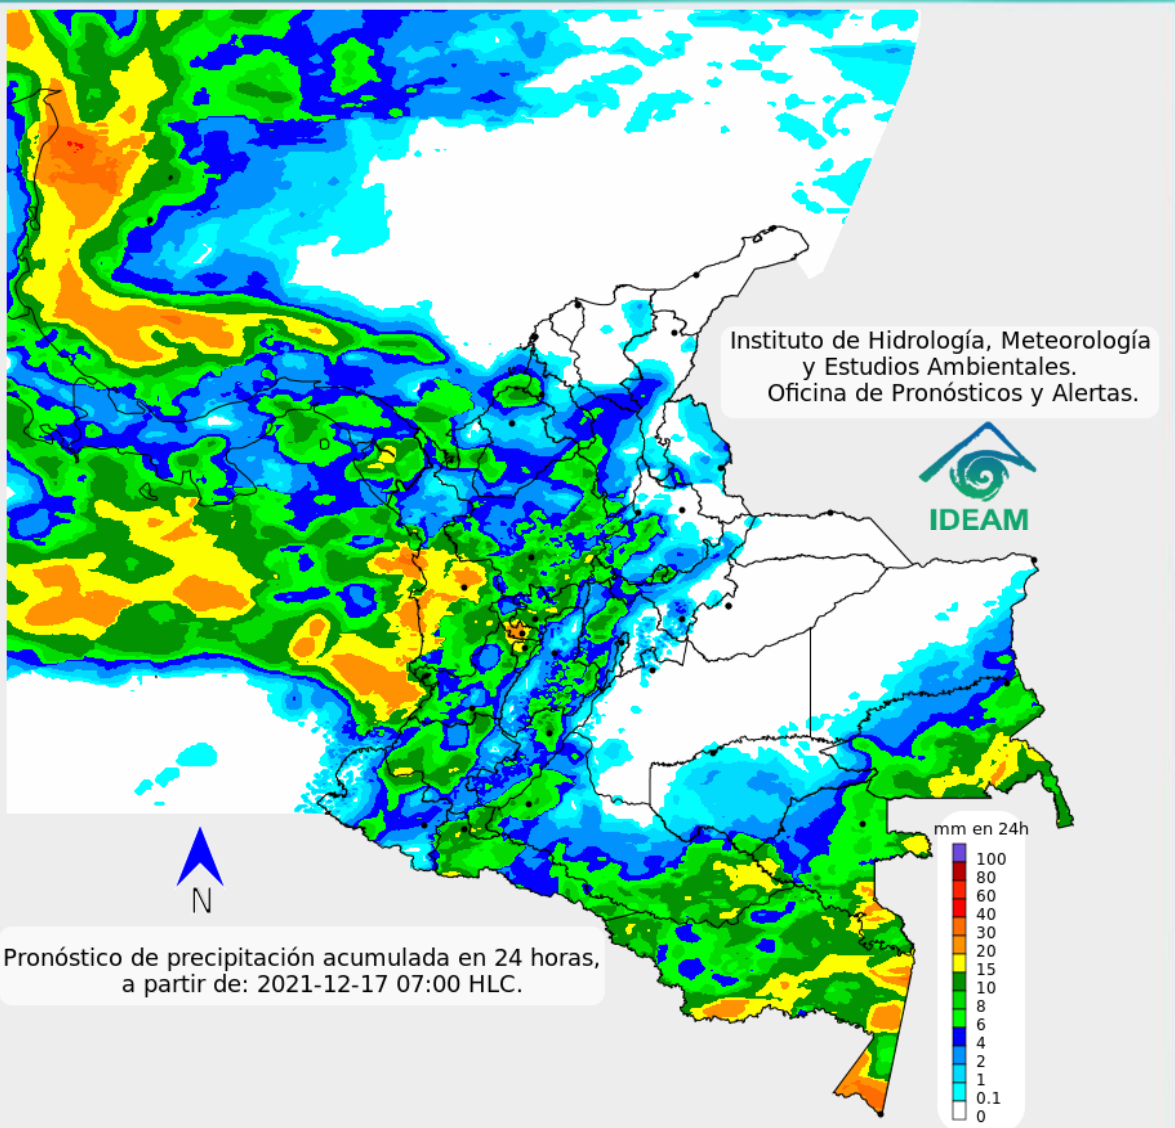 Instituto de Hidrología, Meteorología
y Estudios Ambientales.
Oficina de Pronósticos y Alertas.
IDEAM
mm en 24h
100
80
60
40
30
20
15
10
8
6
4
2
1
0.1
0
N
Pronóstico de precipitación acumulada en 24 horas,
a partir de: 2021-12-17 07:00 HLC.